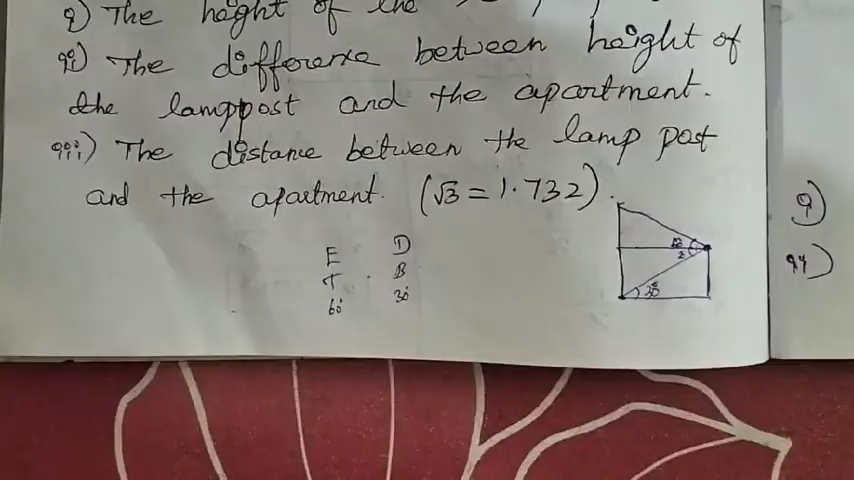 i) The height of the
ii) The difference between height of
the lamppost and the apartment.
iii) The distance between the lamp post
and the apartment. (√3 = 1.732).
E D
T B
60° 30°
30°
i)
ii)